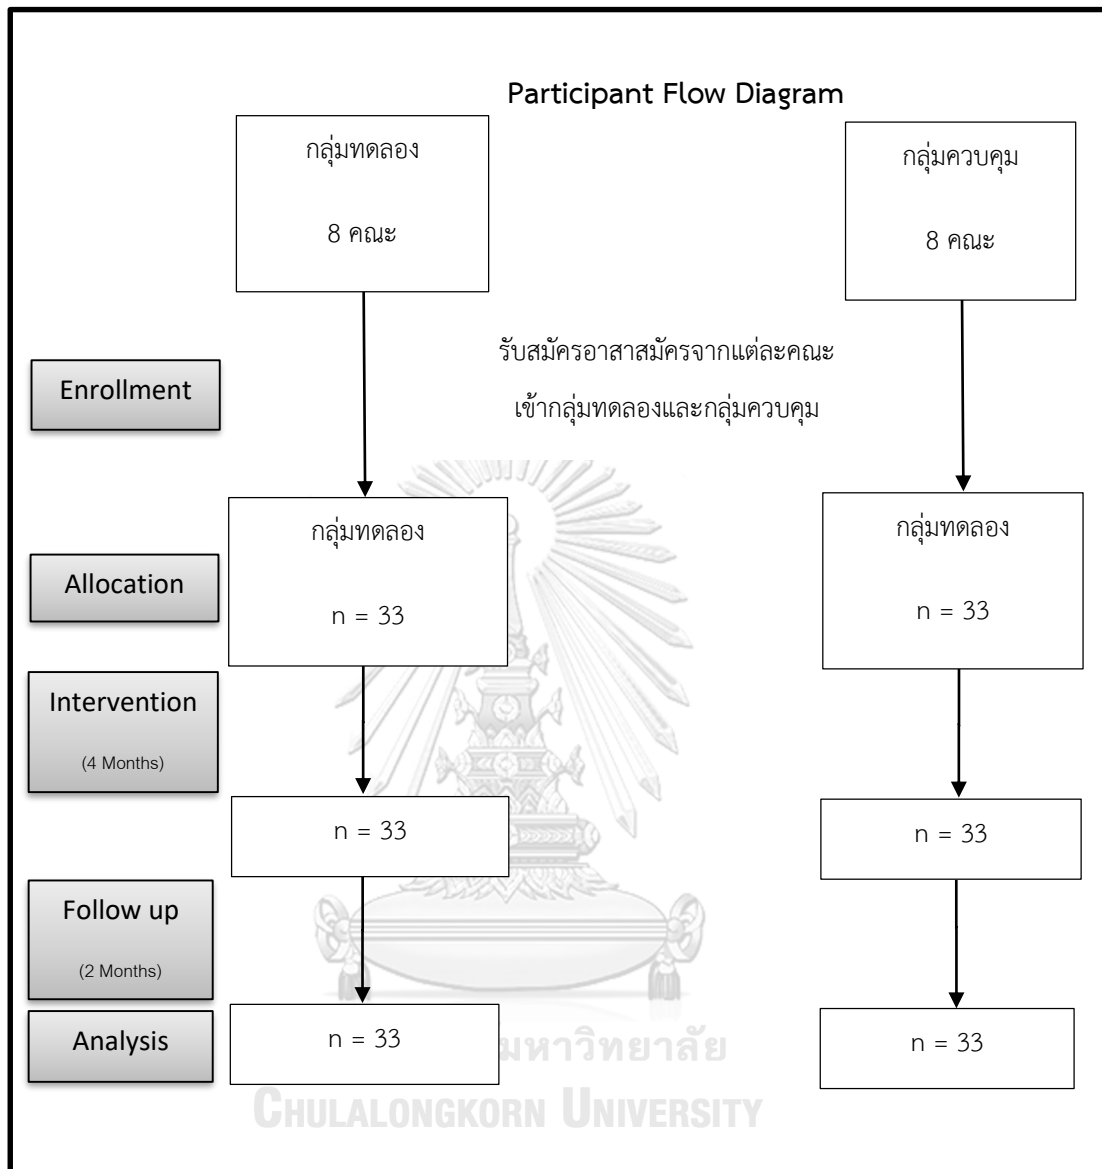 Participant Flow Diagram
กลุ่มทดลอง
8 คณะ
กลุ่มควบคุม
8 คณะ
Enrollment
รับสมัครอาสาสมัครจากแต่ละคณะ
เข้ากลุ่มทดลองและกลุ่มควบคุม
Allocation
กลุ่มทดลอง
n = 33
กลุ่มทดลอง
n = 33
Intervention
(4 Months)
n = 33
n = 33
Follow up
(2 Months)
Analysis
n = 33
n = 33
มหาวิทยาลัย
CHULALONGKORN UNIVERSITY